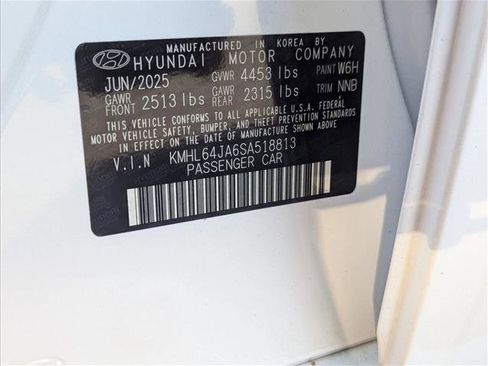 MANUFACTURED IN KOREA BY
HYUNDAI MOTOR COMPANY
JUN/2025 GVWR 4453 lbs PAINT W6H
GAWR FRONT 2513 lbs GAWR REAR 2315 lbs TRIM NNB
THIS VEHICLE CONFORMS TO ALL APPLICABLE U.S.A. FEDERAL
MOTOR VEHICLE SAFETY, BUMPER, AND THEFT PREVENTION STANDARDS
IN EFFECT ON THE DATE OF MANUFACTURE SHOWN ABOVE.
V.I.N KMHL64JA6SA518813
PASSENGER CAR